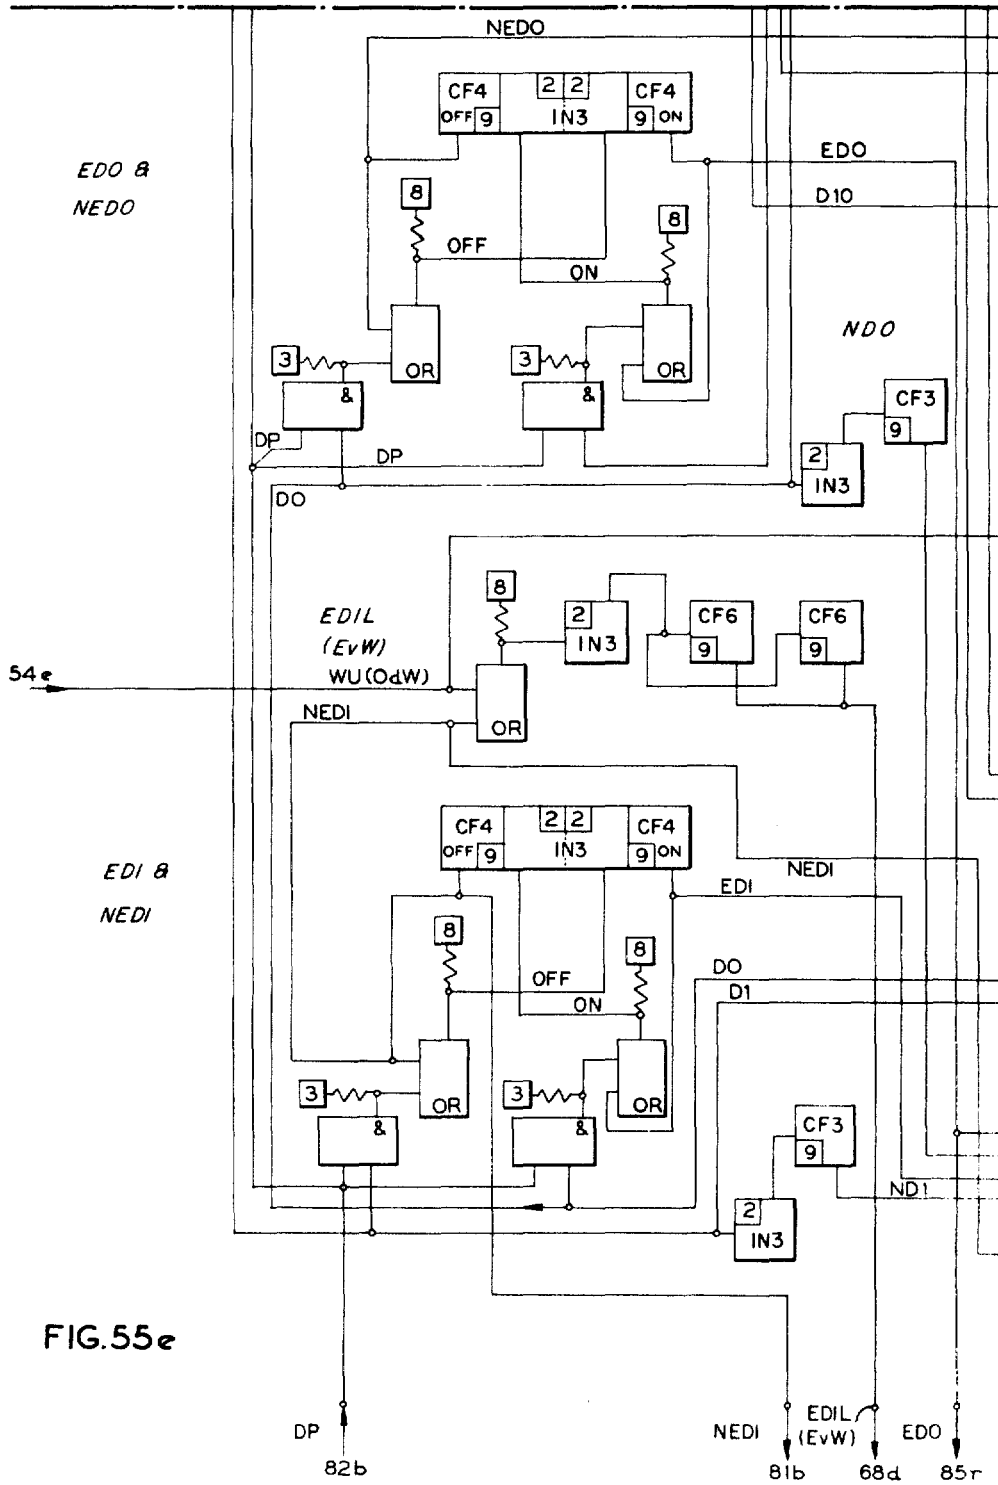 NEDO
CF4 2 2 CF4
OFF 9 IN3 9 ON
EDO
EDO &
NEDO
D10
8
8
OFF
ON
NDO
3
OR
3
OR
CF3
9
&
&
DP
DP
2
IN3
DO
8
EDIL
(EvW)
2
IN3
CF6
9
CF6
9
54e
WU(OdW)
NEDI
OR
CF4 2 2 CF4
OFF 9 IN3 9 ON
NEDI
EDI
EDI &
NEDI
8
8
OFF
ON
DO
D1
3
OR
3
OR
&
&
CF3
9
ND1
2
IN3
FIG.55e
DP
82b
NEDI
81b
EDIL
(EvW)
68d
EDO
85r